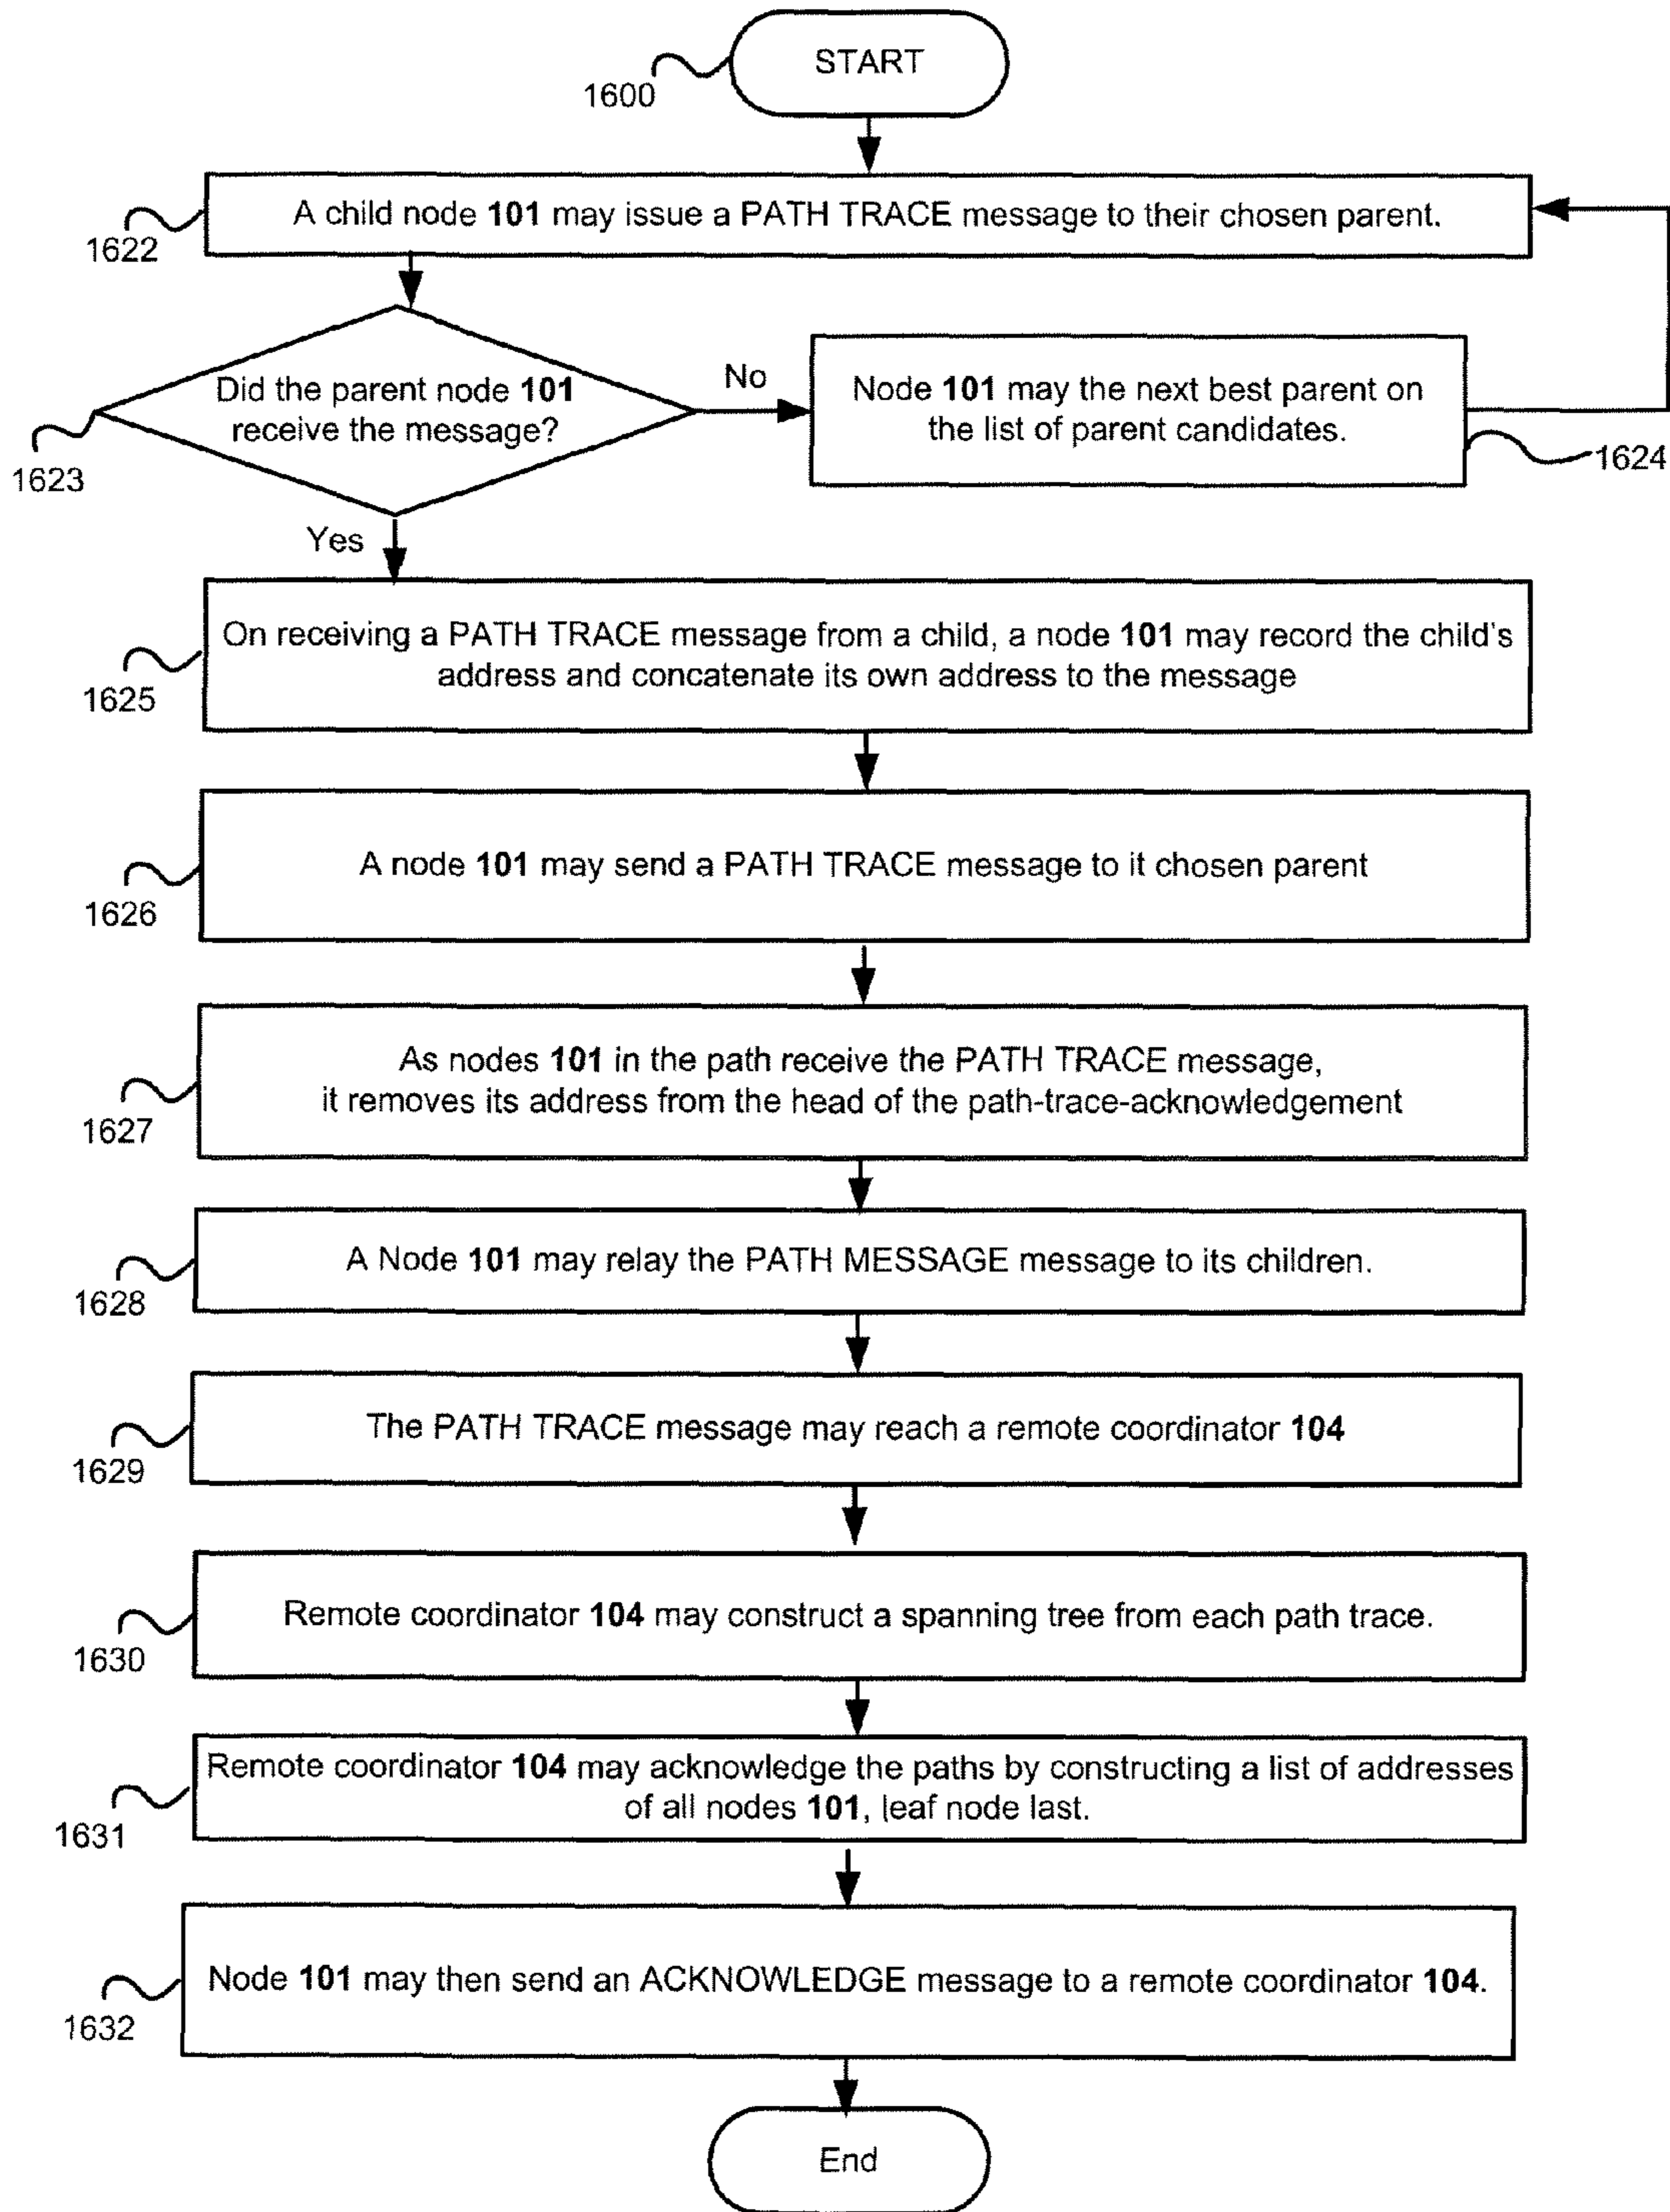 START
1600
A child node 101 may issue a PATH TRACE message to their chosen parent.
1622
Did the parent node 101
receive the message?
1623
No
Node 101 may the next best parent on
the list of parent candidates.
1624
Yes
On receiving a PATH TRACE message from a child, a node 101 may record the child's
address and concatenate its own address to the message
1625
A node 101 may send a PATH TRACE message to it chosen parent
1626
As nodes 101 in the path receive the PATH TRACE message,
it removes its address from the head of the path-trace-acknowledgement
1627
A Node 101 may relay the PATH MESSAGE message to its children.
1628
The PATH TRACE message may reach a remote coordinator 104
1629
Remote coordinator 104 may construct a spanning tree from each path trace.
1630
Remote coordinator 104 may acknowledge the paths by constructing a list of addresses
of all nodes 101, leaf node last.
1631
Node 101 may then send an ACKNOWLEDGE message to a remote coordinator 104.
1632
End